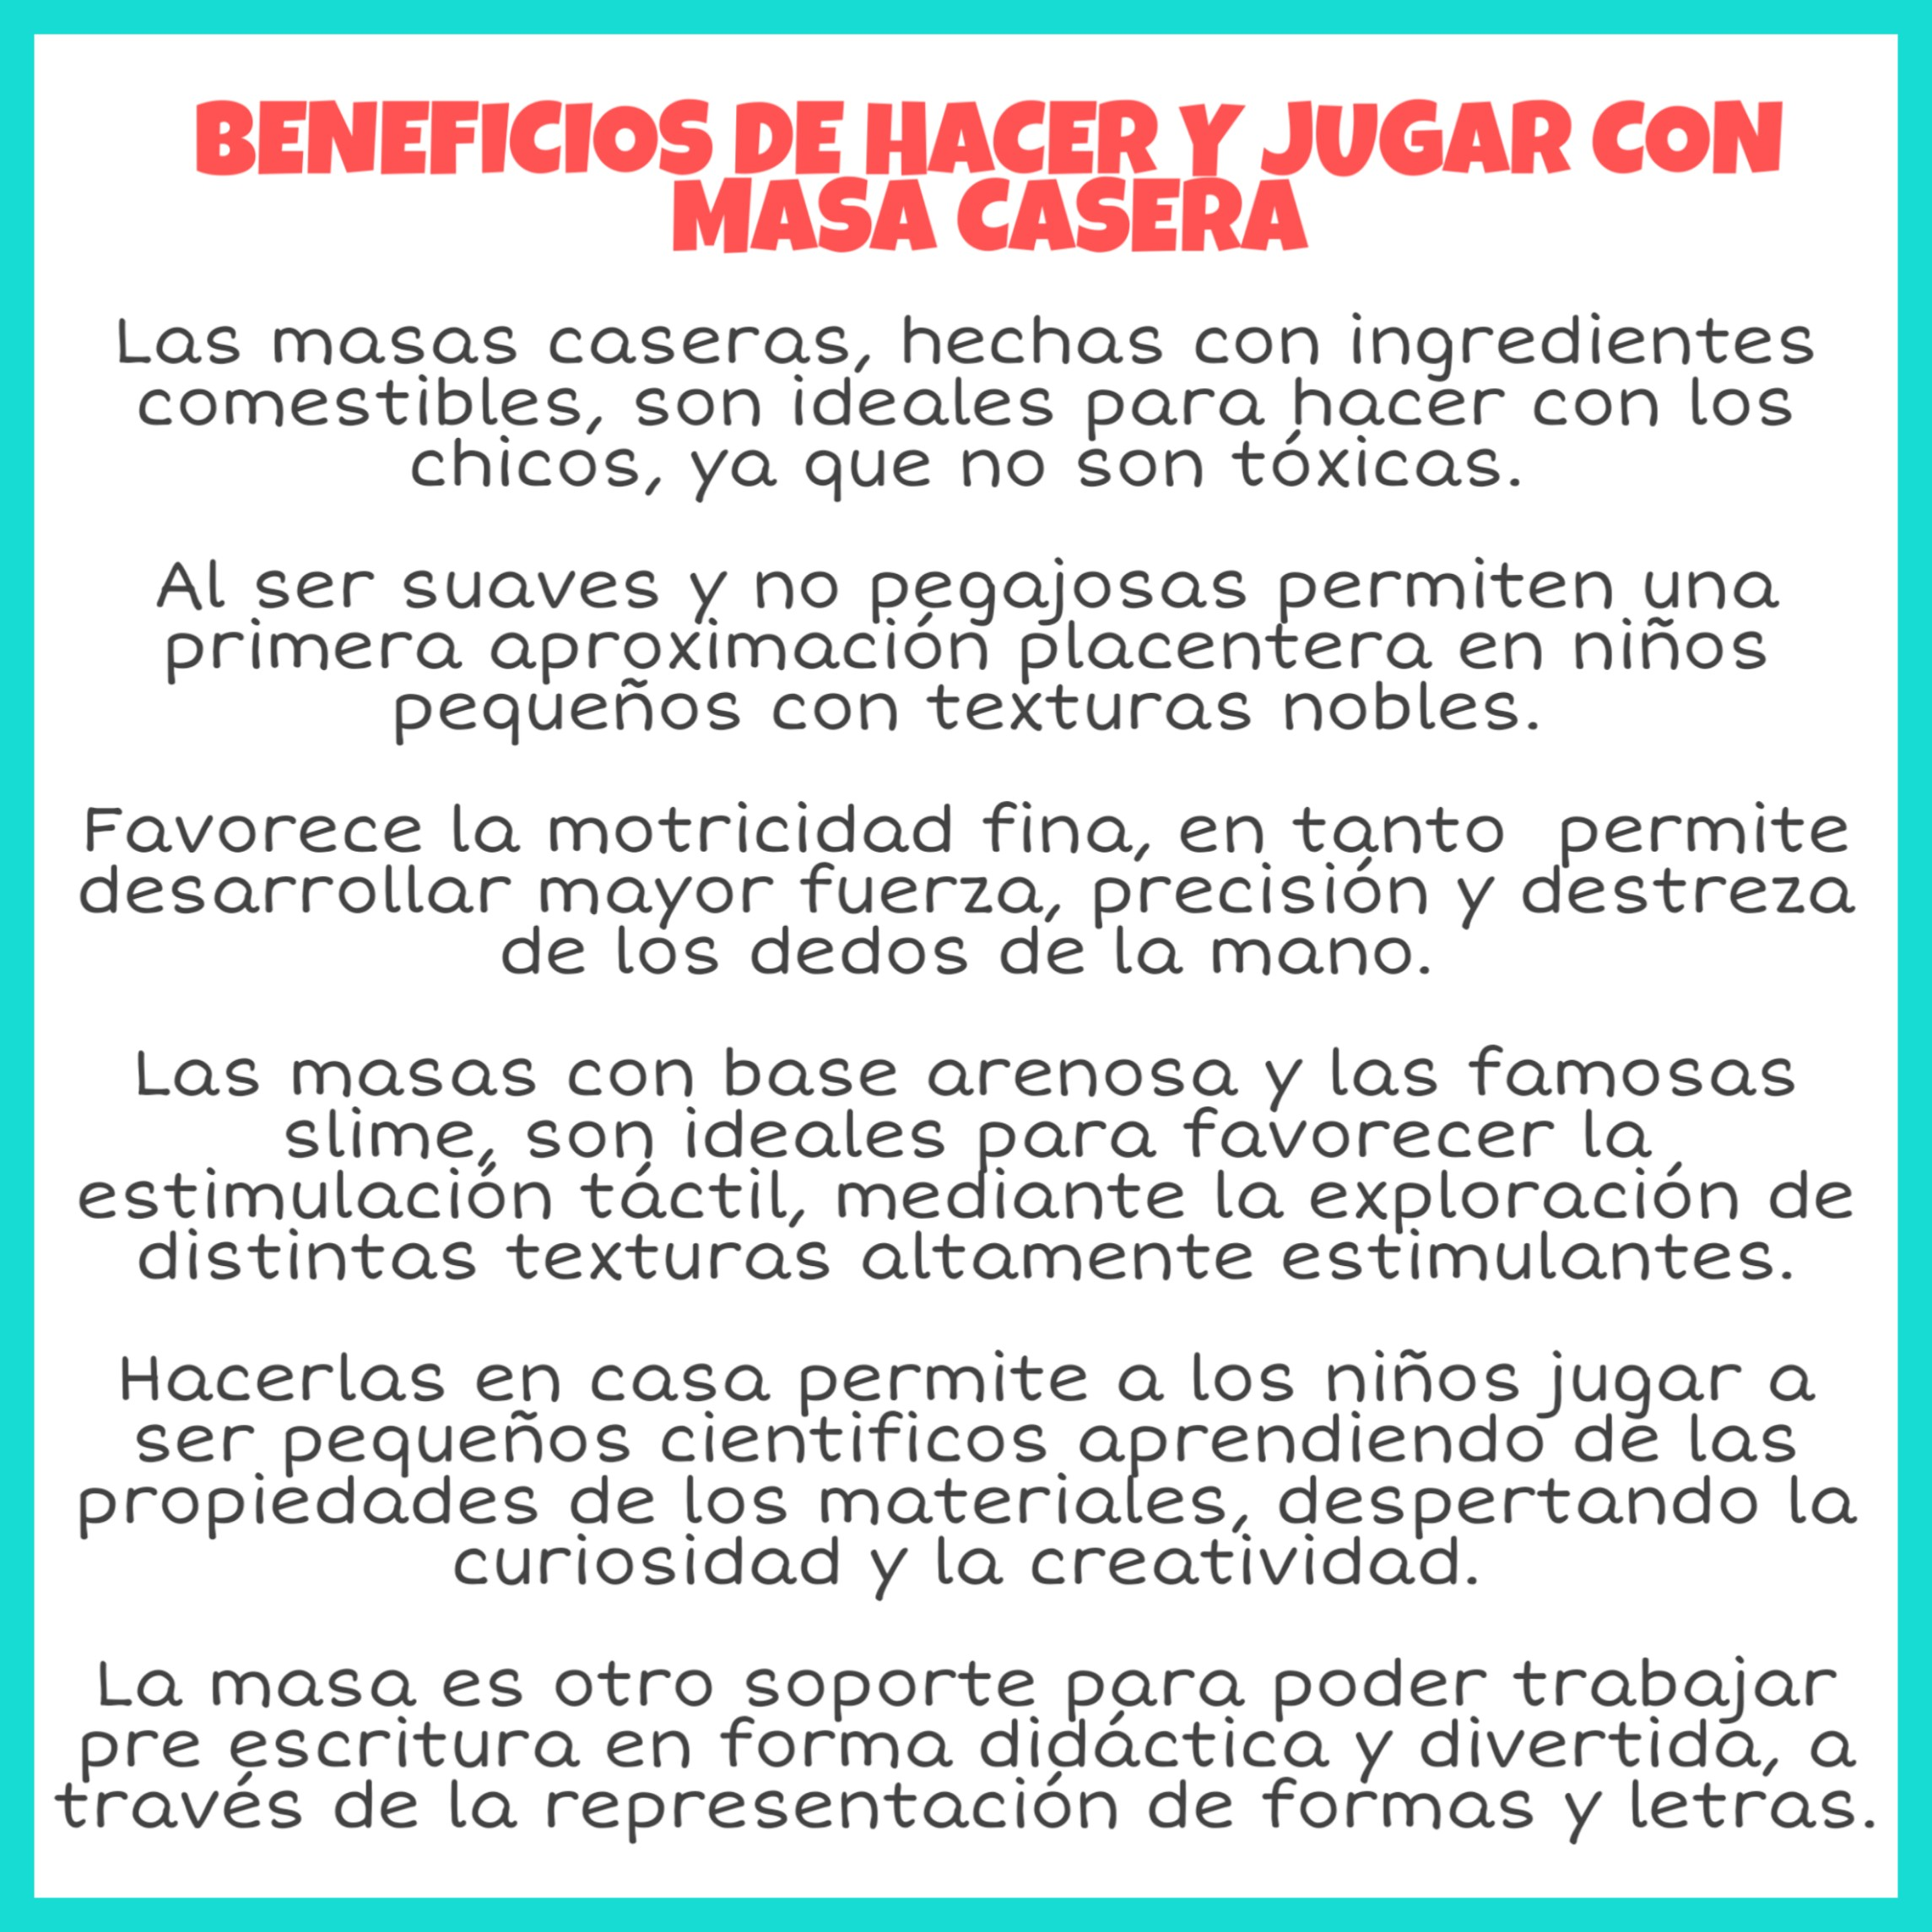 BENEFICIOS DE HACER Y JUGAR CON
MASA CASERA
Las masas caseras, hechas con ingredientes
comestibles, son ideales para hacer con los
chicos, ya que no son tóxicas.
Al ser suaves y no pegajosas permiten una
primera aproximación placentera en niños
pequeños con texturas nobles.
Favorece la motricidad fina, en tanto  permite
desarrollar mayor fuerza, precisión y destreza
de los dedos de la mano.
Las masas con base arenosa y las famosas
slime, son ideales para favorecer la
estimulación táctil, mediante la exploración de
distintas texturas altamente estimulantes.
Hacerlas en casa permite a los niños jugar a
ser pequeños cientificos aprendiendo de las
propiedades de los materiales, despertando la
curiosidad y la creatividad.
La masa es otro soporte para poder trabajar
pre escritura en forma didáctica y divertida, a
través de la representación de formas y letras.